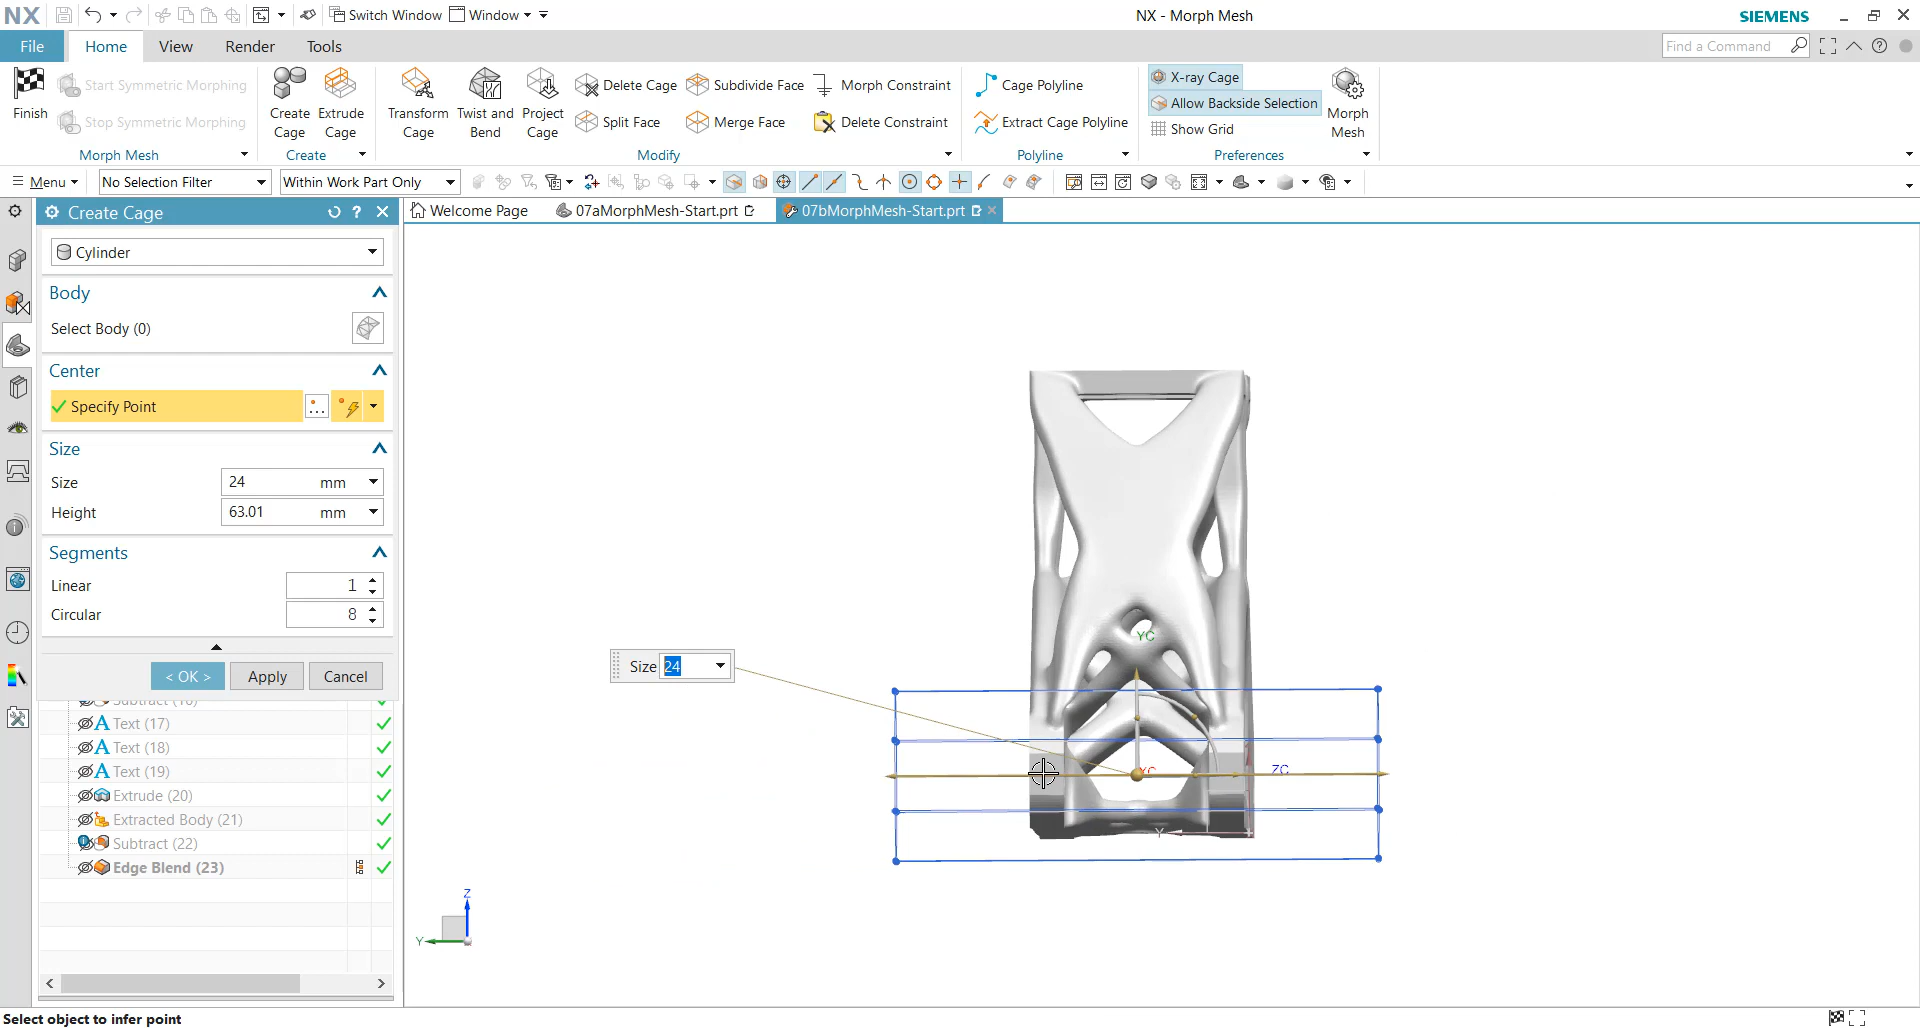 NX
Switch Window
Window
NX - Morph Mesh
SIEMENS
File
Home
View
Render
Tools
Find a Command
Finish
Start Symmetric Morphing
Stop Symmetric Morphing
Morph Mesh
Create Cage
Extrude Cage
Create
Transform Cage
Twist and Bend
Project Cage
Delete Cage
Split Face
Subdivide Face
Merge Face
Morph Constraint
Delete Constraint
Modify
Cage Polyline
Extract Cage Polyline
Polyline
X-ray Cage
Allow Backside Selection
Show Grid
Morph Mesh
Preferences
Menu
No Selection Filter
Within Work Part Only
Create Cage
Welcome Page
07aMorphMesh-Start.prt
07bMorphMesh-Start.prt
Cylinder
Body
Select Body (0)
Center
Specify Point
Size
Size 24 mm
Height 63.01 mm
Segments
Linear 1
Circular 8
< OK >
Apply
Cancel
Subtract (16)
Text (17)
Text (18)
Text (19)
Extrude (20)
Extracted Body (21)
Subtract (22)
Edge Blend (23)
Size 24
YC
ZC
Y
Z
Y
Select object to infer point